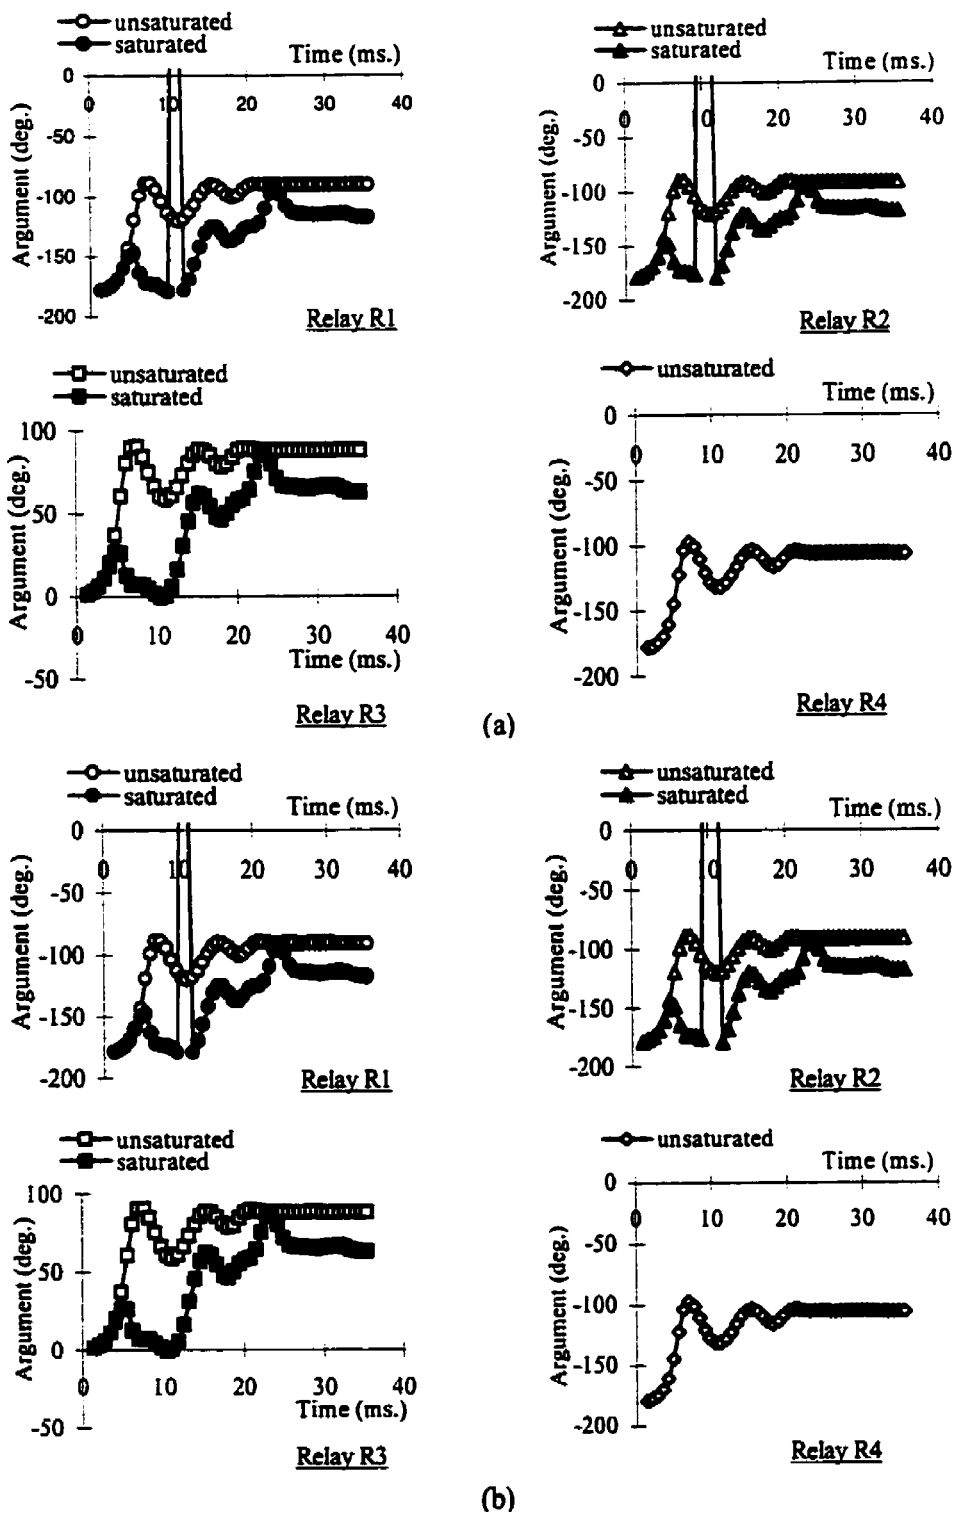 unsaturated
saturated
Time (ms.)
0
0 10 20 30 40
-50
-100
-150
-200
Argument (deg.)
Relay R1
unsaturated
saturated
Time (ms.)
0
0 10 20 30 40
-50
-100
-150
-200
Argument (deg.)
Relay R2
unsaturated
saturated
100
50
0
0 10 20 30 40
Time (ms.)
-50
Argument (deg.)
Relay R3
unsaturated
Time (ms.)
0
0 10 20 30 40
-50
-100
-150
-200
Argument (deg.)
Relay R4
(a)
unsaturated
saturated
Time (ms.)
0
0 10 20 30 40
-50
-100
-150
-200
Argument (deg.)
Relay R1
unsaturated
saturated
Time (ms.)
0
0 10 20 30 40
-50
-100
-150
-200
Argument (deg.)
Relay R2
unsaturated
saturated
100
50
0
0 10 20 30 40
Time (ms.)
-50
Argument (deg.)
Relay R3
unsaturated
Time (ms.)
0
0 10 20 30 40
-50
-100
-150
-200
Argument (deg.)
Relay R4
(b)